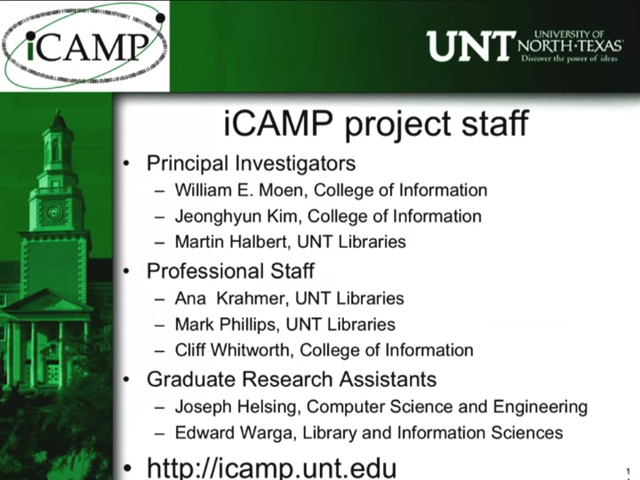 iCAMP
UNT UNIVERSITY OF
NORTH·TEXAS
Discover the power of ideas
iCAMP project staff
• Principal Investigators
– William E. Moen, College of Information
– Jeonghyun Kim, College of Information
– Martin Halbert, UNT Libraries
• Professional Staff
– Ana Krahmer, UNT Libraries
– Mark Phillips, UNT Libraries
– Cliff Whitworth, College of Information
• Graduate Research Assistants
– Joseph Helsing, Computer Science and Engineering
– Edward Warga, Library and Information Sciences
• http://icamp.unt.edu